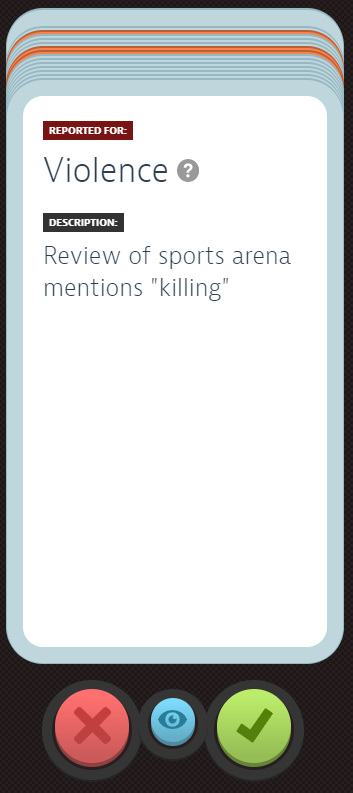 REPORTED FOR:
Violence ?
DESCRIPTION:
Review of sports arena
mentions "killing"